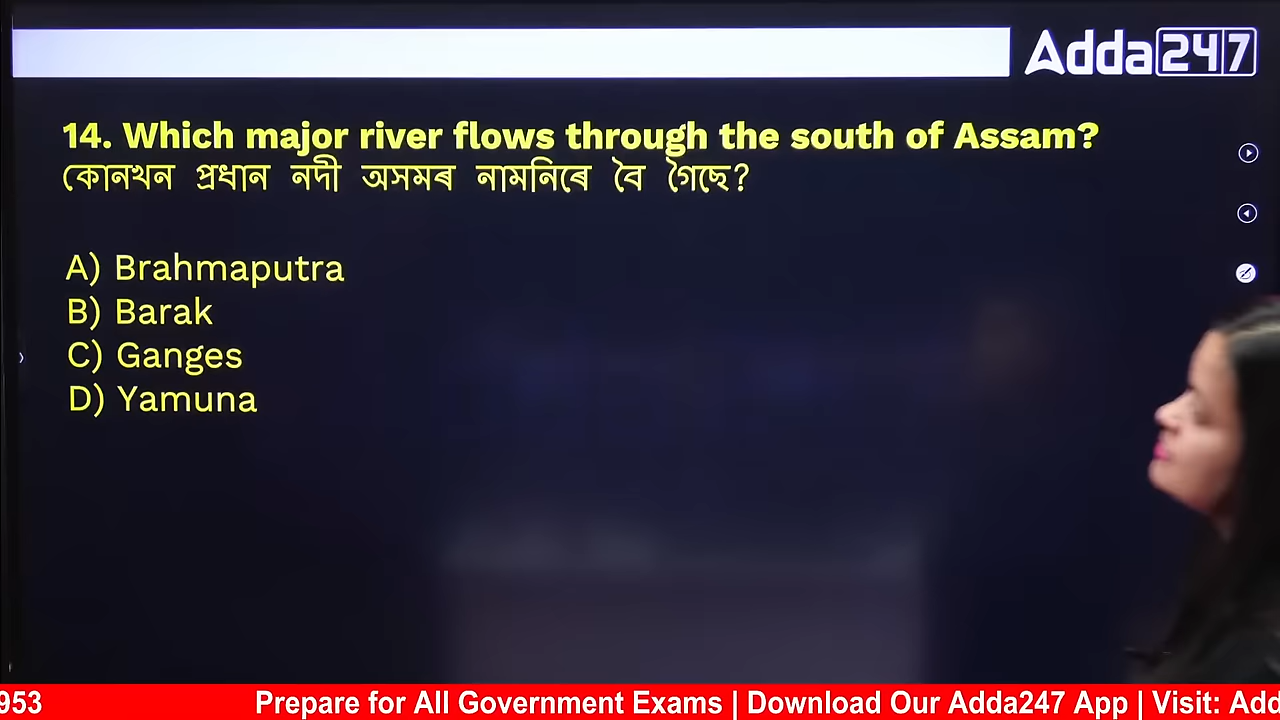 Adda247
14. Which major river flows through the south of Assam?
কোনখন প্ৰধান নদী অসমৰ নামনিৰে বৈ গৈছে?
A) Brahmaputra
B) Barak
C) Ganges
D) Yamuna
953 Prepare for All Government Exams | Download Our Adda247 App | Visit: Add